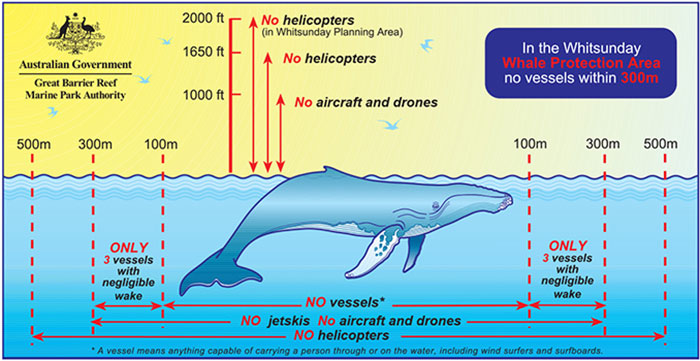 Australian Government
Great Barrier Reef
Marine Park Authority
2000 ft
No helicopters
(in Whitsunday Planning Area)
1650 ft
No helicopters
1000 ft
No aircraft and drones
In the Whitsunday
Whale Protection Area
no vessels within 300m
500m
300m
100m
100m
300m
500m
ONLY
3 vessels
with
negligible
wake
ONLY
3 vessels
with
negligible
wake
NO vessels*
NO jetskis No aircraft and drones
NO helicopters
* A vessel means anything capable of carrying a person through or on the water, including wind surfers and surfboards.